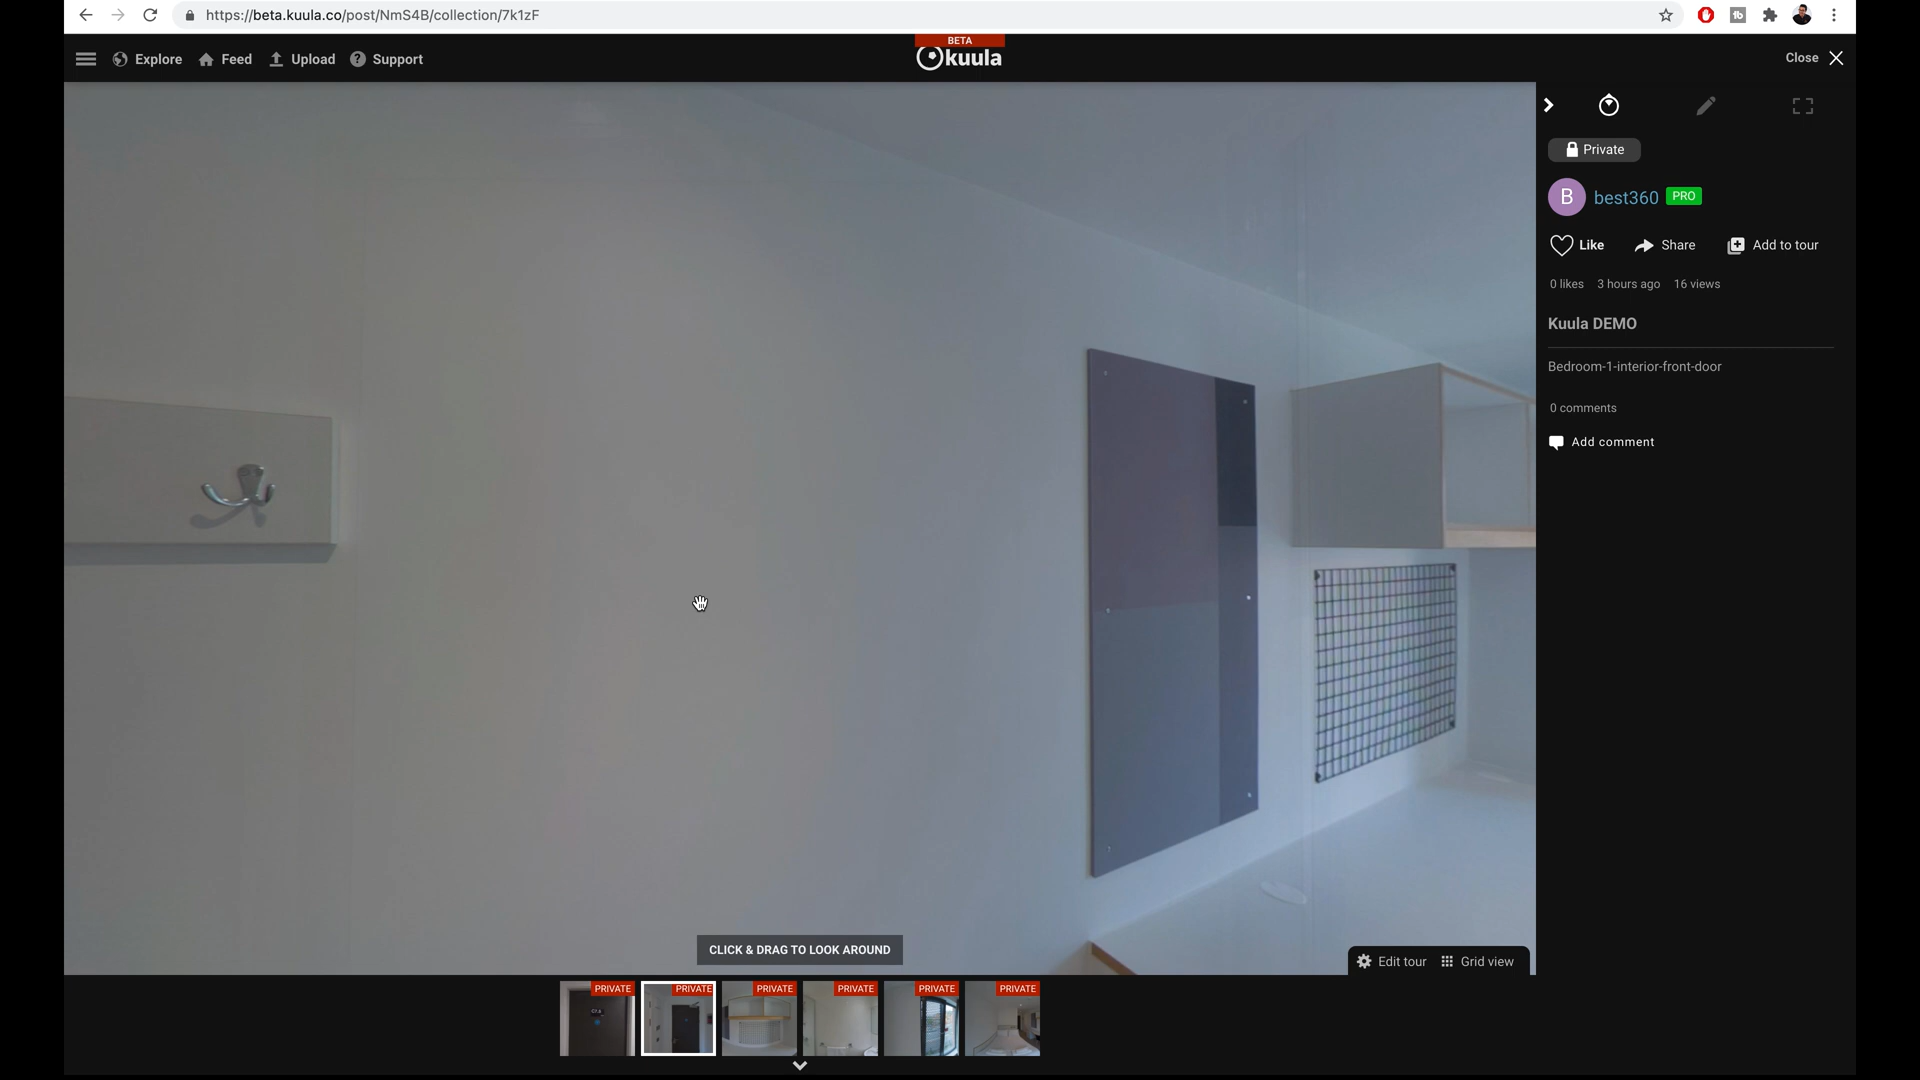 https://beta.kuula.co/post/NmS4B/collection/7k1zF
BETA
Explore Feed Upload Support
kuula
Close
Private
B best360 PRO
Like Share Add to tour
0 likes 3 hours ago 16 views
Kuula DEMO
Bedroom-1-interior-front-door
0 comments
Add comment
CLICK & DRAG TO LOOK AROUND
Edit tour Grid view
PRIVATE PRIVATE PRIVATE PRIVATE PRIVATE PRIVATE